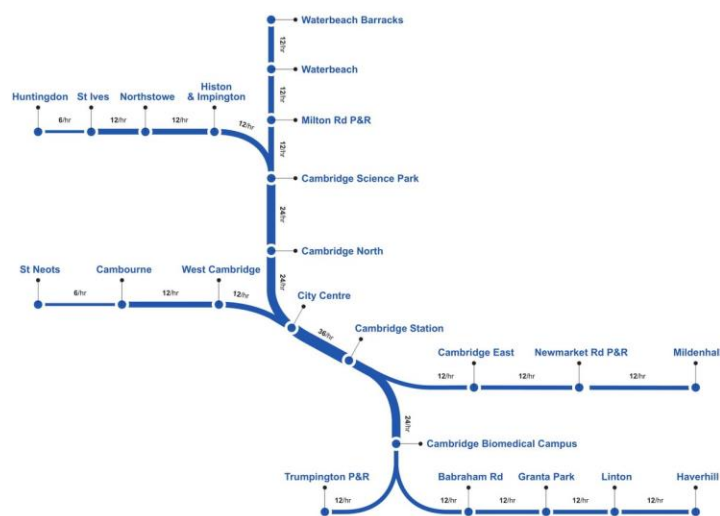 Waterbeach Barracks
12/hr
Waterbeach
12/hr
Huntingdon
St Ives
Northstowe
Histon
& Impington
Milton Rd P&R
6/hr
12/hr
12/hr
12/hr
12/hr
Cambridge Science Park
24/hr
Cambridge North
St Neots
Cambourne
West Cambridge
24/hr
City Centre
6/hr
12/hr
12/hr
Cambridge Station
36/hr
Cambridge East
Newmarket Rd P&R
Mildenhal
12/hr
12/hr
12/hr
24/hr
Cambridge Biomedical Campus
Trumpington P&R
Babraham Rd
Granta Park
Linton
Haverhill
12/hr
12/hr
12/hr
12/hr
12/hr